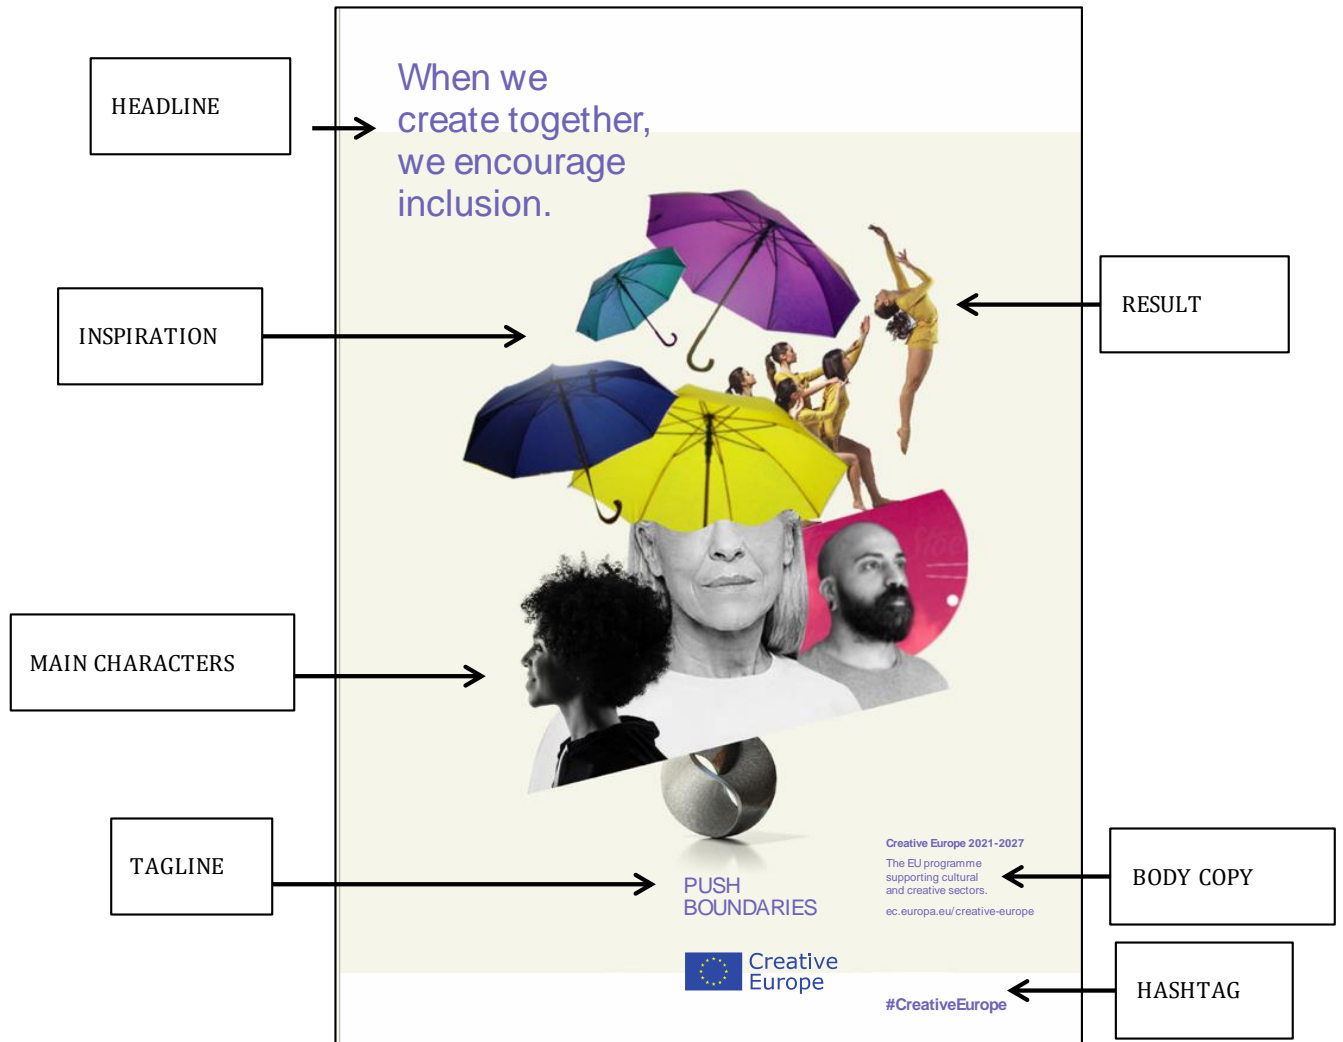 When we
create together,
we encourage
inclusion.
HEADLINE
INSPIRATION
RESULT
MAIN CHARACTERS
TAGLINE
PUSH
BOUNDARIES
Creative Europe 2021-2027
The EU programme
supporting cultural
and creative sectors.
ec.europa.eu/creative-europe
BODY COPY
Creative
Europe
#CreativeEurope
HASHTAG